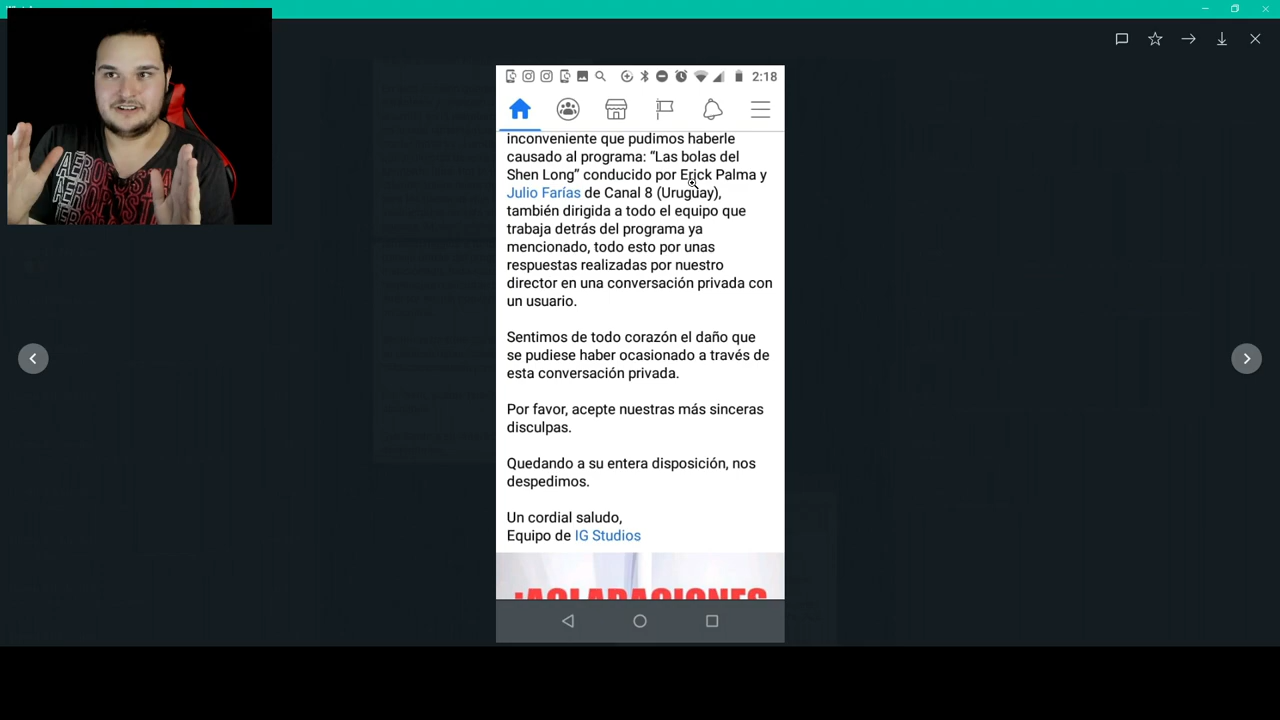 AÉROPOSTA
2:18
inconveniente que pudimos haberle
causado al programa: “Las bolas del
Shen Long” conducido por Erick Palma y
Julio Farías de Canal 8 (Uruguay),
también dirigida a todo el equipo que
trabaja detrás del programa ya
mencionado, todo esto por unas
respuestas realizadas por nuestro
director en una conversación privada con
un usuario.
Sentimos de todo corazón el daño que
se pudiese haber ocasionado a través de
esta conversación privada.
Por favor, acepte nuestras más sinceras
disculpas.
Quedando a su entera disposición, nos
despedimos.
Un cordial saludo,
Equipo de IG Studios
¡ACLARACIONES